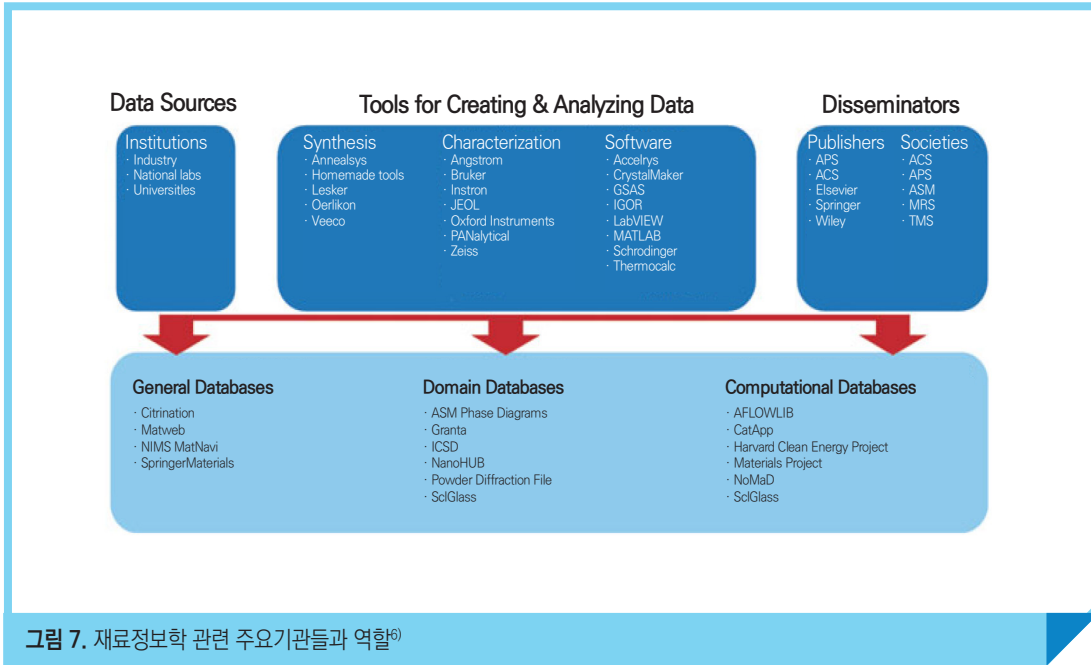 Data Sources
Tools for Creating & Analyzing Data
Disseminators
Institutions
· Industry
· National labs
· Universitles
Synthesis
· Annealsys
· Homemade tools
· Lesker
· Oerlikon
· Veeco
Characterization
· Angstrom
· Bruker
· Instron
· JEOL
· Oxford Instruments
· PANalytical
· Zeiss
Software
· Accelrys
· CrystalMaker
· GSAS
· IGOR
· LabVIEW
· MATLAB
· Schrodinger
· Thermocalc
Publishers
· APS
· ACS
· Elsevier
· Springer
· Wiley
Societies
· ACS
· APS
· ASM
· MRS
· TMS
General Databases
· Citrination
· Matweb
· NIMS MatNavi
· SpringerMaterials
Domain Databases
· ASM Phase Diagrams
· Granta
· ICSD
· NanoHUB
· Powder Diffraction File
· SclGlass
Computational Databases
· AFLOWLIB
· CatApp
· Harvard Clean Energy Project
· Materials Project
· NoMaD
· SclGlass
그림 7. 재료정보학 관련 주요기관들과 역할6)